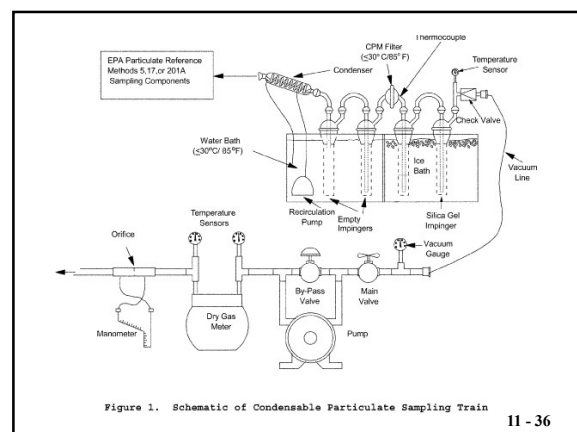 CPM Filter
(≤30° C/85° F)
Thermocouple
EPA Particulate Reference
Methods 5,17,or 201A
Sampling Components
Condenser
Temperature
Sensor
Check Valve
Water Bath
(≤30°C/ 85°F)
Ice
Bath
Vacuum
Line
Recirculation
Pump
Empty
Impingers
Silica Gel
Impinger
Temperature
Sensors
Orifice
Vacuum
Gauge
By-Pass
Valve
Main
Valve
Dry Gas
Meter
Manometer
Pump
Figure 1. Schematic of Condensable Particulate Sampling Train
11 - 36